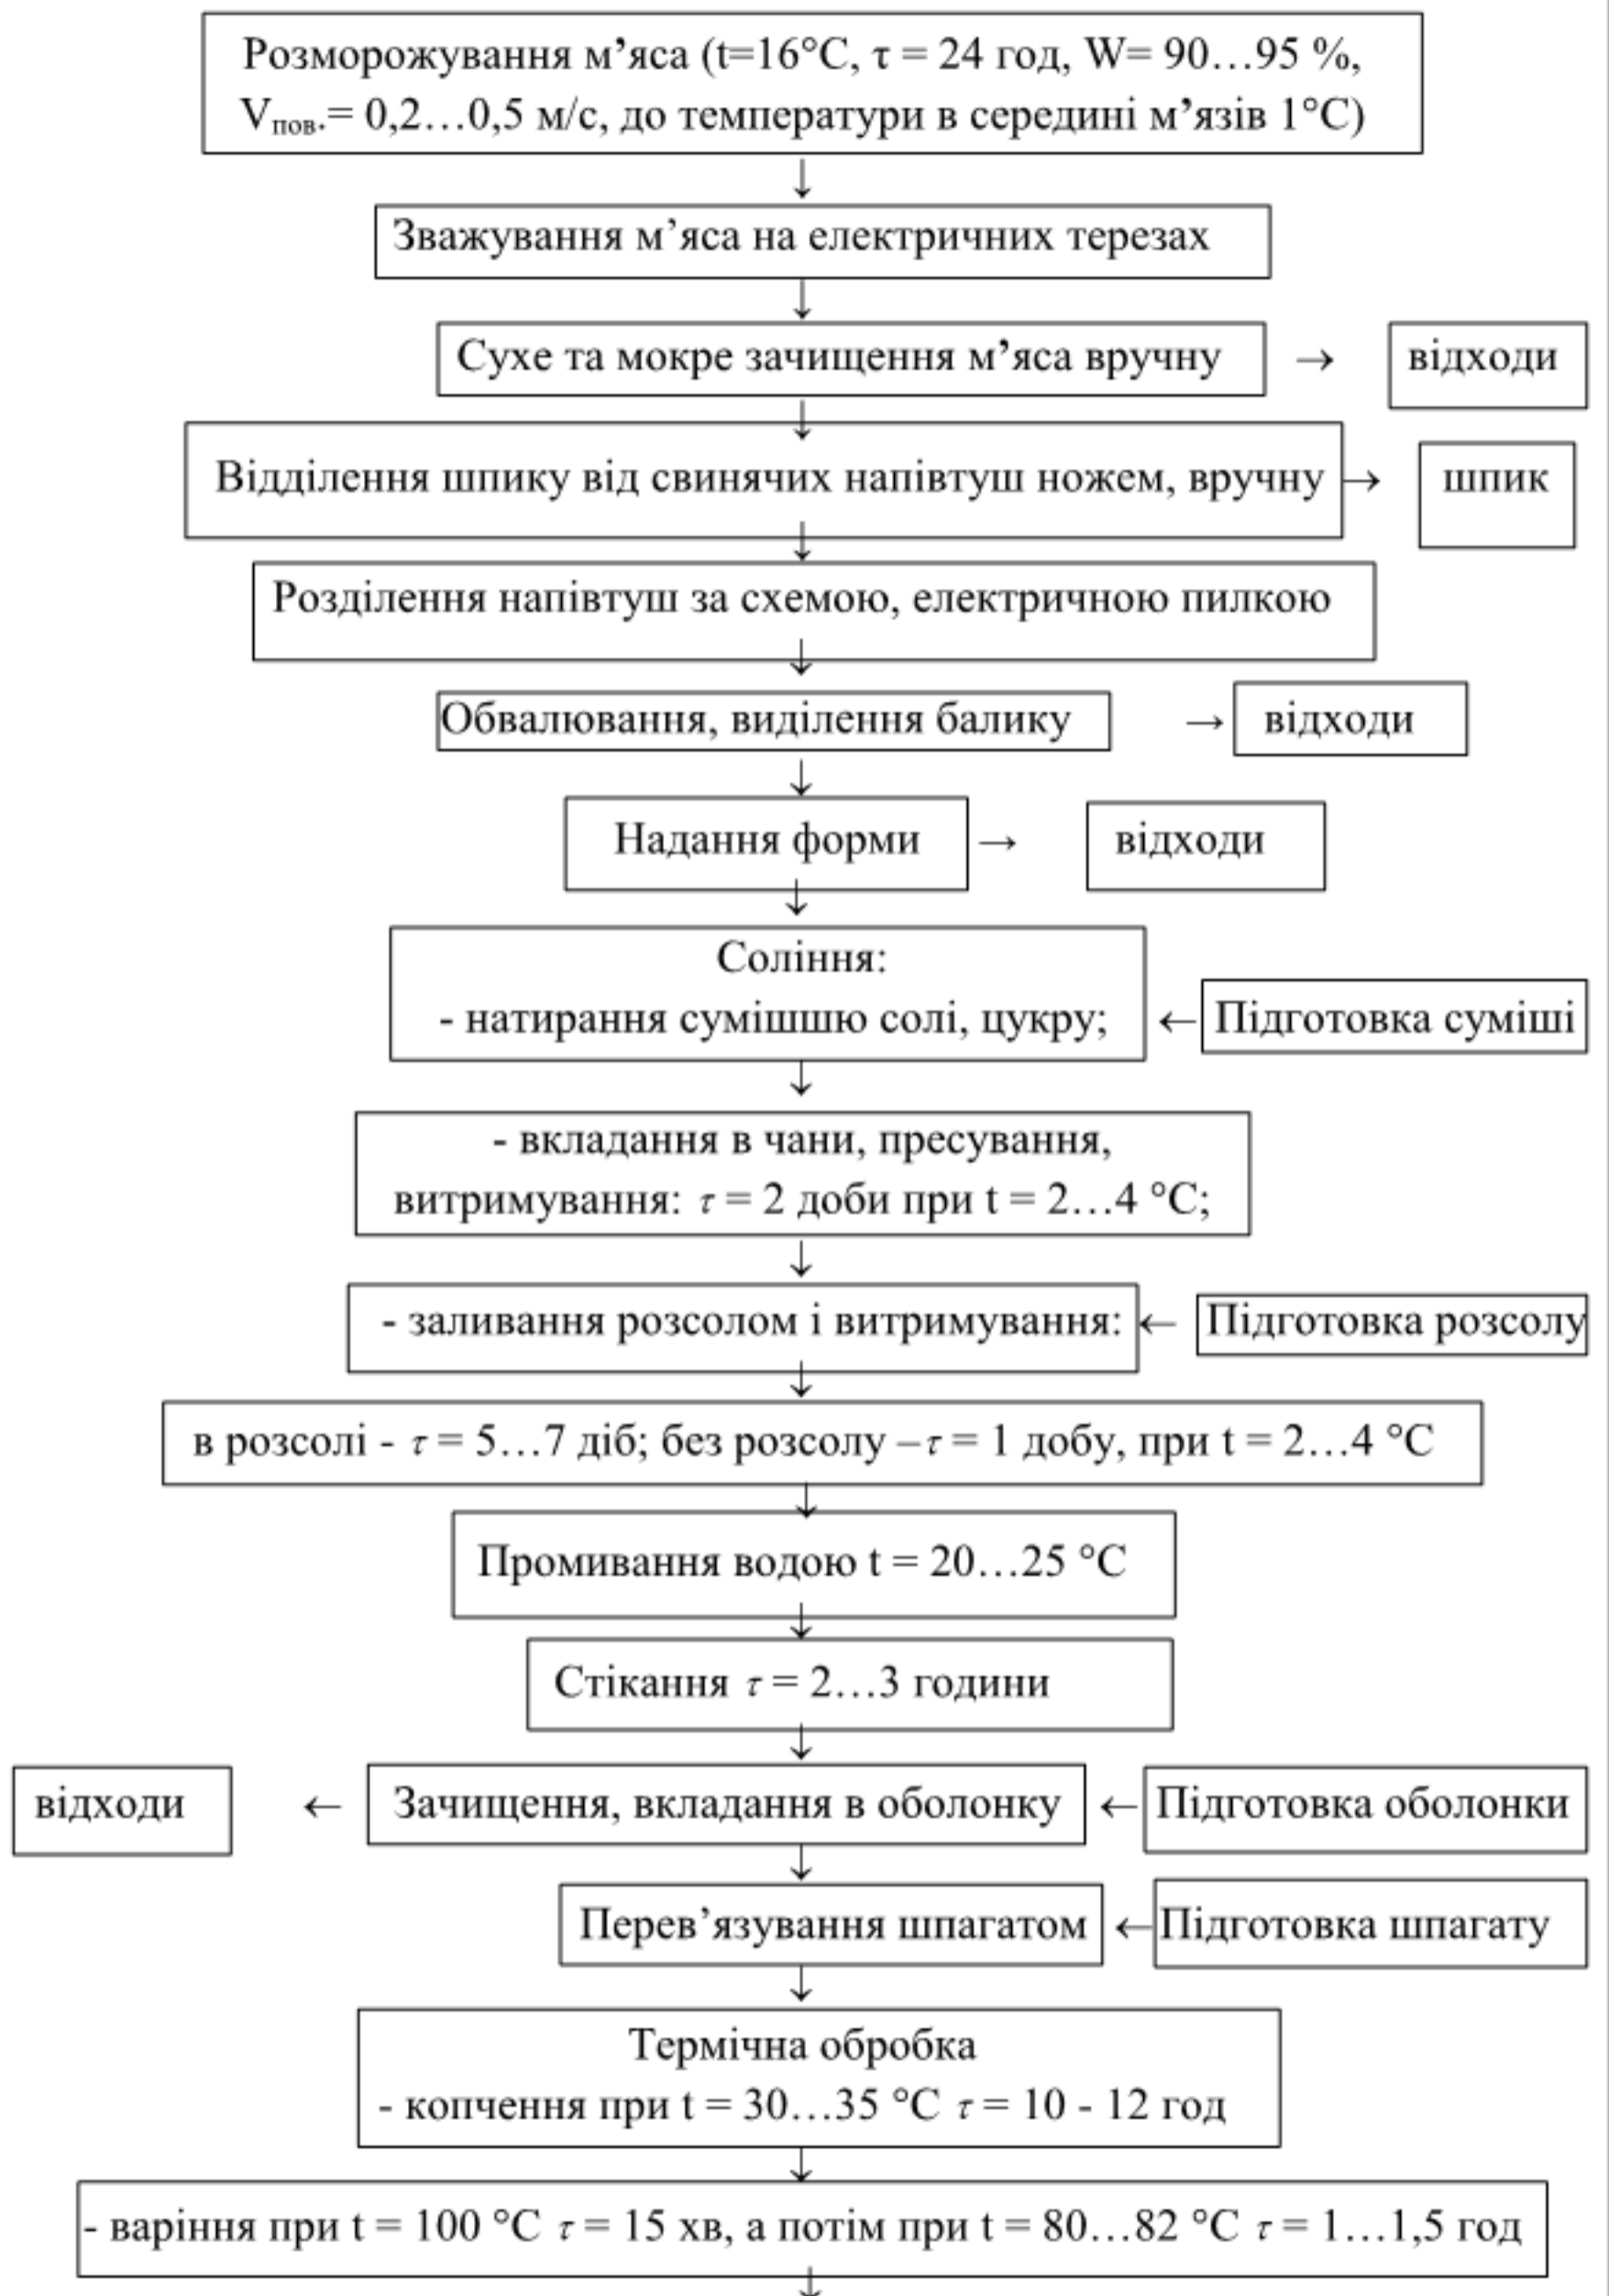 Розморожування м’яса (t=16°C, τ = 24 год, W= 90…95 %,
Vпов.= 0,2…0,5 м/с, до температури в середині м’язів 1°C)
↓
Зважування м’яса на електричних терезах
↓
Сухе та мокре зачищення м’яса вручну → відходи
↓
Відділення шпику від свинячих напівтуш ножем, вручну → шпик
↓
Розділення напівтуш за схемою, електричною пилкою
↓
Обвалювання, виділення балику → відходи
↓
Надання форми → відходи
↓
Соління:
- натирання сумішшю солі, цукру; ← Підготовка суміші
↓
- вкладання в чани, пресування,
витримування: τ = 2 доби при t = 2…4 °C;
↓
- заливання розсолом і витримування: ← Підготовка розсолу
↓
в розсолі - τ = 5…7 діб; без розсолу – τ = 1 добу, при t = 2…4 °C
↓
Промивання водою t = 20…25 °C
↓
Стікання τ = 2…3 години
↓
відходи ← Зачищення, вкладання в оболонку ← Підготовка оболонки
↓
Перев’язування шпагатом ← Підготовка шпагату
↓
Термічна обробка
- копчення при t = 30…35 °C τ = 10 - 12 год
↓
- варіння при t = 100 °C τ = 15 хв, а потім при t = 80…82 °C τ = 1…1,5 год
↓